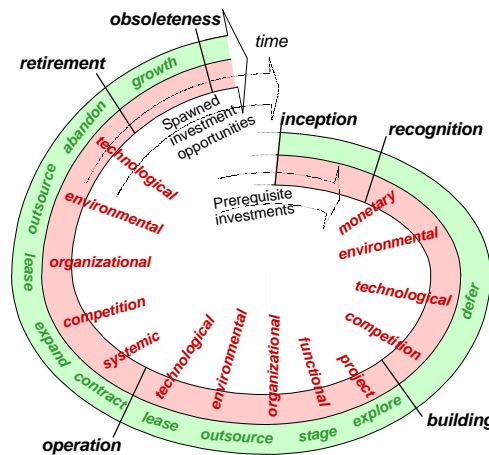 obsoleteness
time
retirement
growth
abandon
Spawned
investment
opportunities
inception
recognition
technological
outsource
environmental
Prerequisite
investments
monetary
environmental
organizational
lease
technological
defer
competition
competition
expand
systemic
technological
environmental
organizational
functional
project
contract
explore
building
lease
outsource
stage
operation